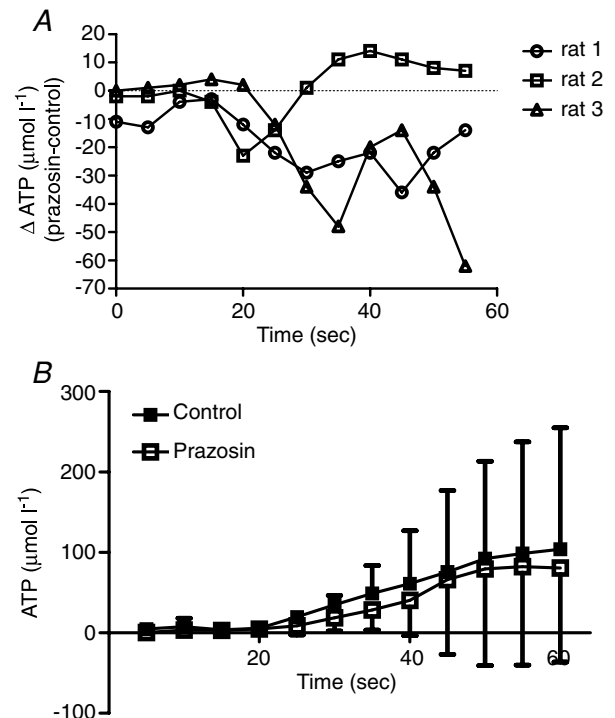 A
Δ ATP (μmol l⁻¹)
(prazosin-control)
20
10
0
-10
-20
-30
-40
-50
-60
-70
0
20
40
60
Time (sec)
rat 1
rat 2
rat 3
B
ATP (μmol l⁻¹)
300
200
100
0
-100
20
40
60
Time (sec)
Control
Prazosin